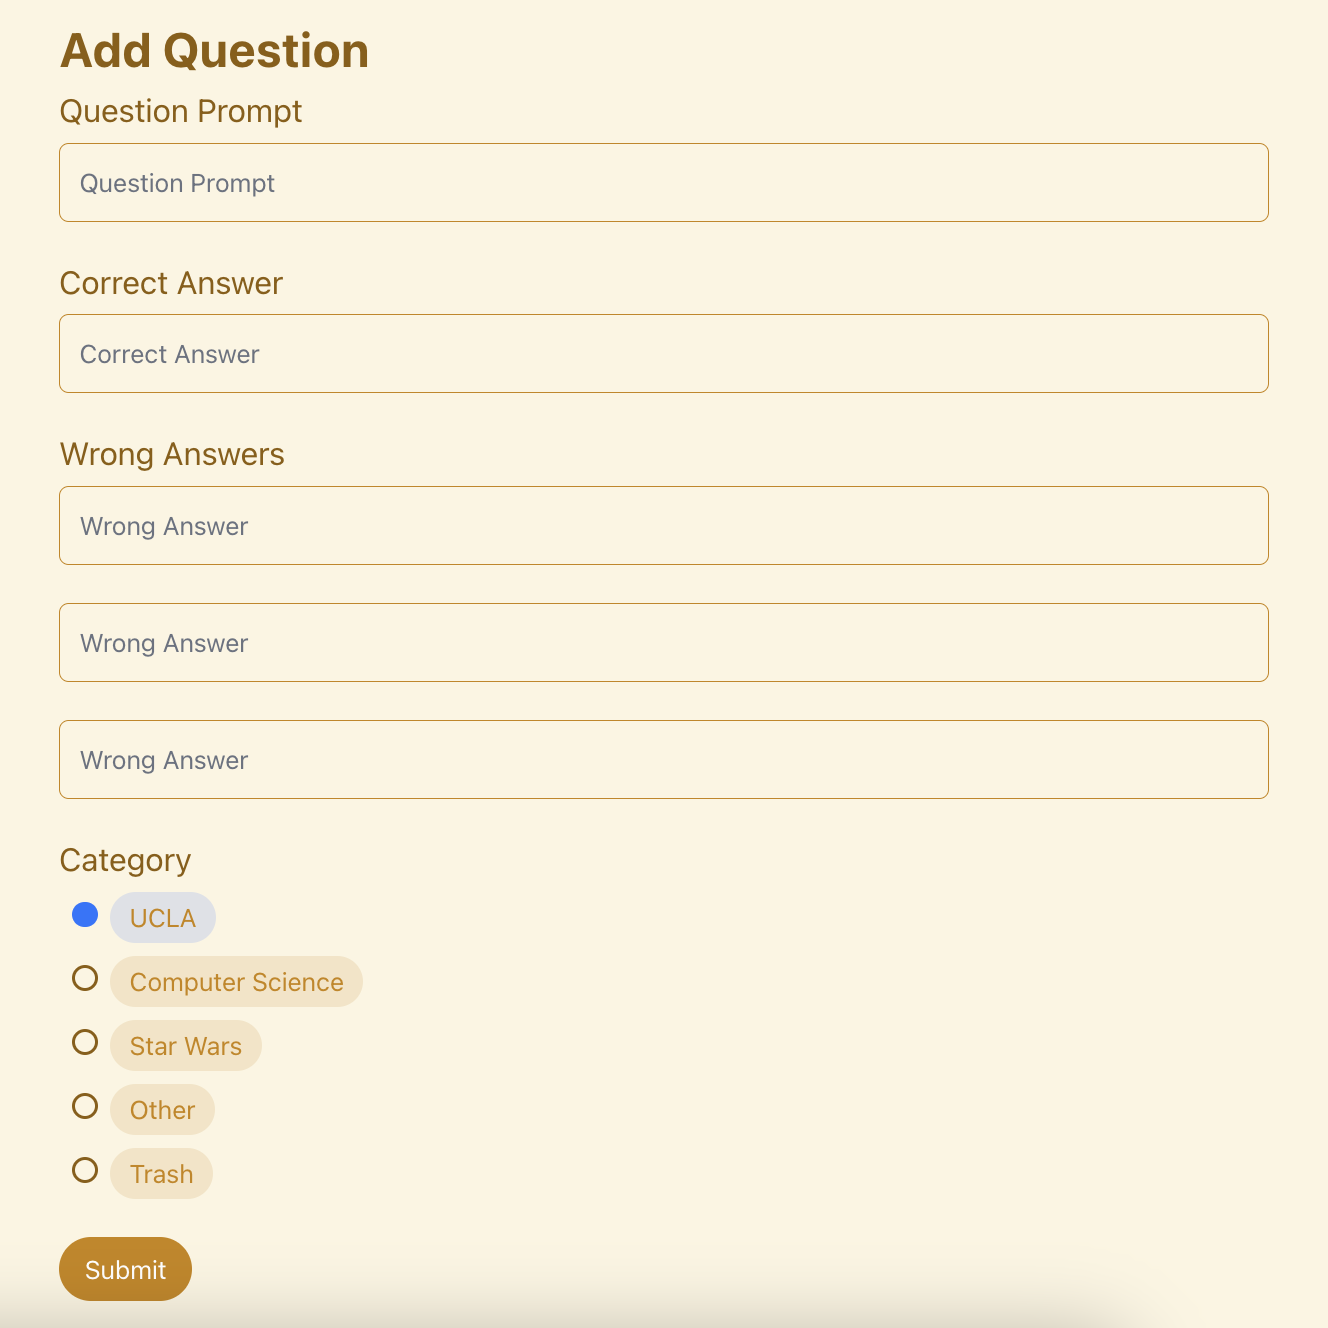 Add Question
Question Prompt
Question Prompt
Correct Answer
Correct Answer
Wrong Answers
Wrong Answer
Wrong Answer
Wrong Answer
Category
UCLA
Computer Science
Star Wars
Other
Trash
Submit